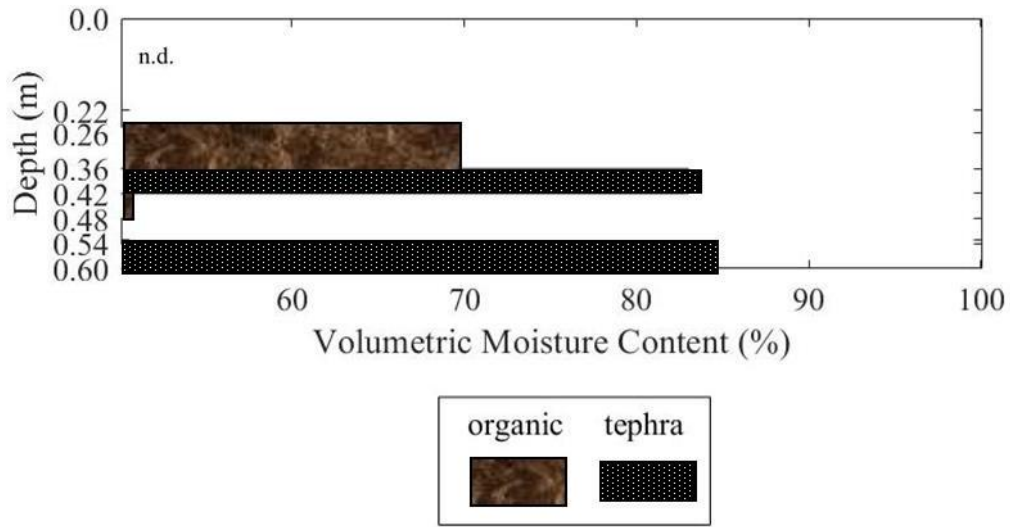 0.0
n.d.
0.22
0.26
0.36
0.42
0.48
0.54
0.60
Depth (m)
60 70 80 90 100
Volumetric Moisture Content (%)
organic tephra